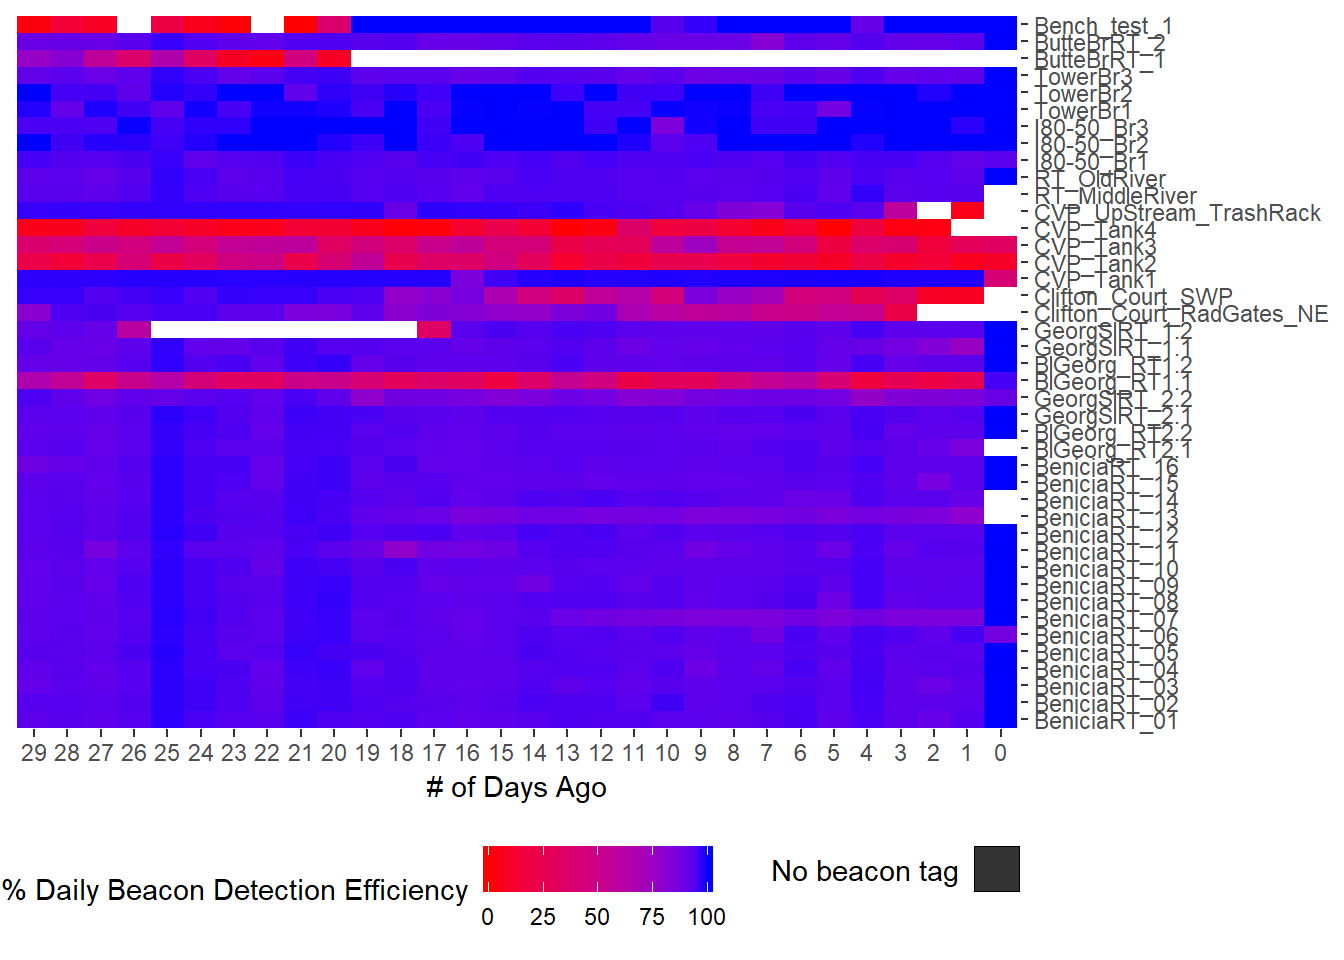 Bench_test_1
ButteBrRT_2
ButteBrRT_1
TowerBr3
TowerBr2
TowerBr1
I80-50_Br3
I80-50_Br2
I80-50_Br1
RT_OldRiver
RT_MiddleRiver
CVP_UpStream_TrashRack
CVP_Tank4
CVP_Tank3
CVP_Tank2
CVP_Tank1
Clifton_Court_SWP
Clifton_Court_RadGates_NE
GeorgSlRT_1.2
GeorgSlRT_1.1
BlGeorg_RT1.2
BlGeorg_RT1.1
GeorgSlRT_2.2
GeorgSlRT_2.1
BlGeorg_RT2.2
BlGeorg_RT2.1
BeniciaRT_16
BeniciaRT_15
BeniciaRT_14
BeniciaRT_13
BeniciaRT_12
BeniciaRT_11
BeniciaRT_10
BeniciaRT_09
BeniciaRT_08
BeniciaRT_07
BeniciaRT_06
BeniciaRT_05
BeniciaRT_04
BeniciaRT_03
BeniciaRT_02
BeniciaRT_01
29 28 27 26 25 24 23 22 21 20 19 18 17 16 15 14 13 12 11 10 9 8 7 6 5 4 3 2 1 0
# of Days Ago
% Daily Beacon Detection Efficiency
0 25 50 75 100
No beacon tag